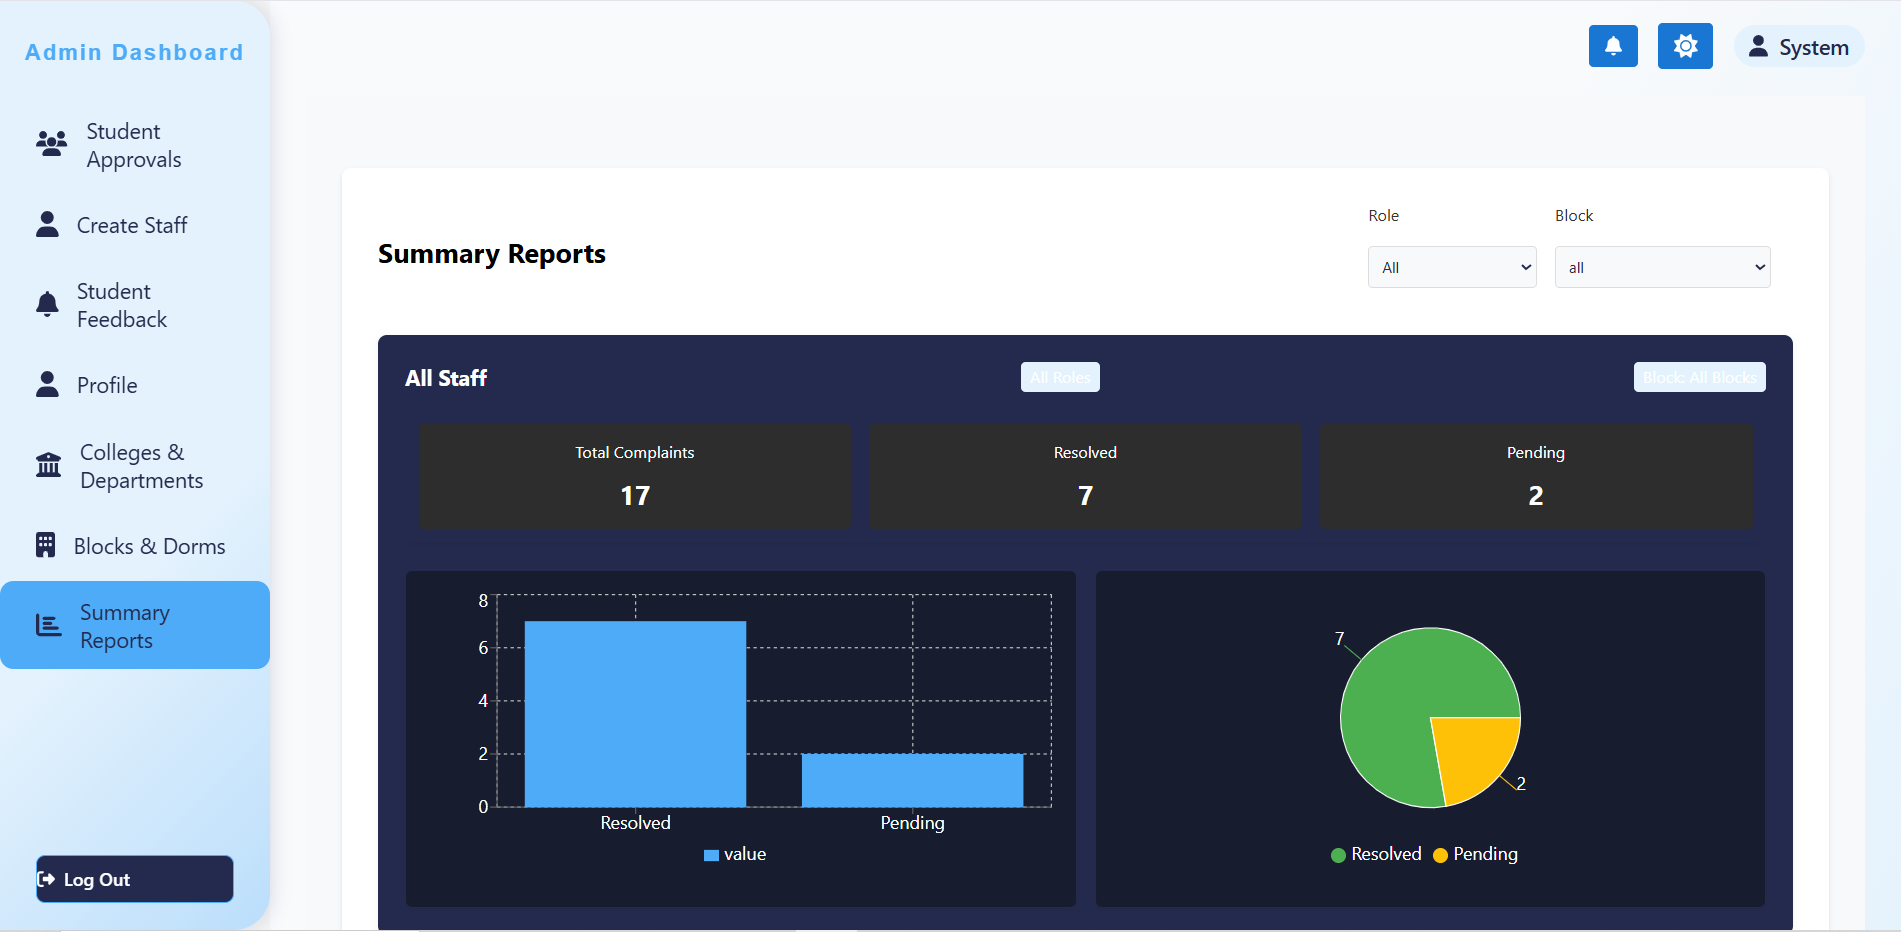 Admin Dashboard
Student
Approvals
Create Staff
Student
Feedback
Profile
Colleges &
Departments
Blocks & Dorms
Summary
Reports
Log Out
System
Summary Reports
Role
All
Block
all
All Staff
All Roles
Block: All Blocks
Total Complaints
17
Resolved
7
Pending
2
8
6
4
2
0
Resolved
Pending
value
7
2
Resolved
Pending